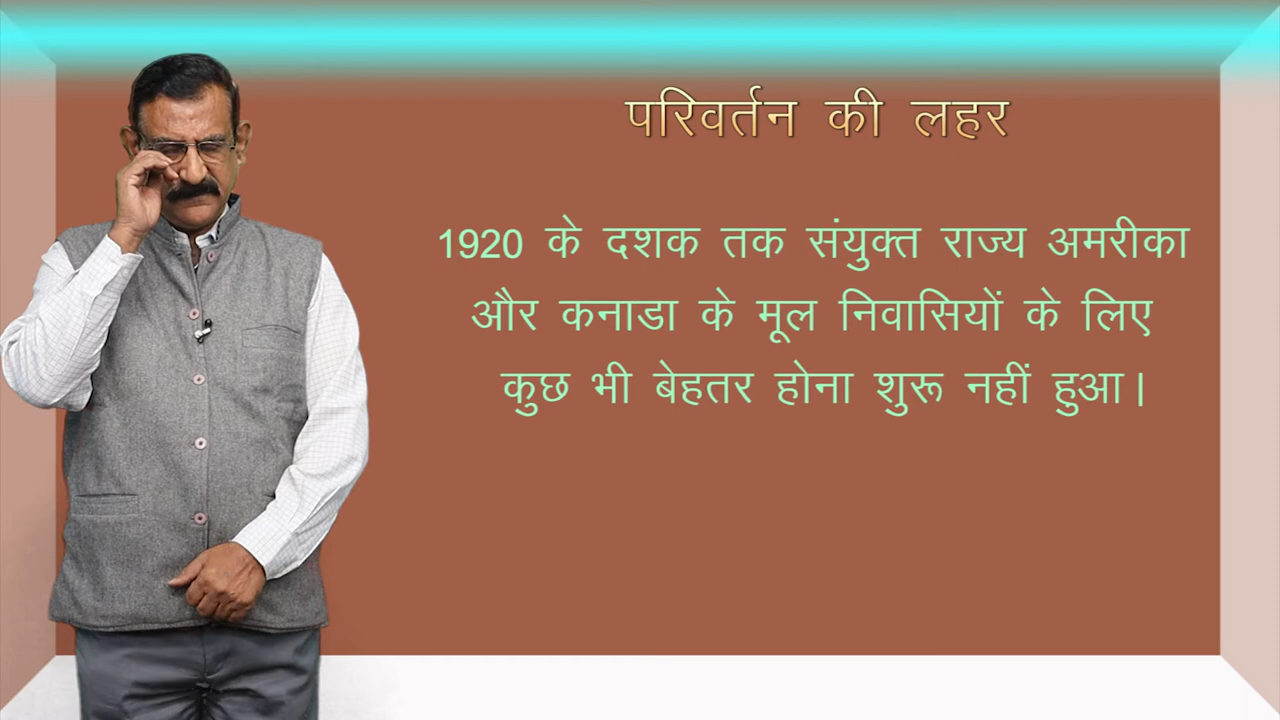 परिवर्तन की लहर
1920 के दशक तक संयुक्त राज्य अमरीका
और कनाडा के मूल निवासियों के लिए
कुछ भी बेहतर होना शुरू नहीं हुआ।